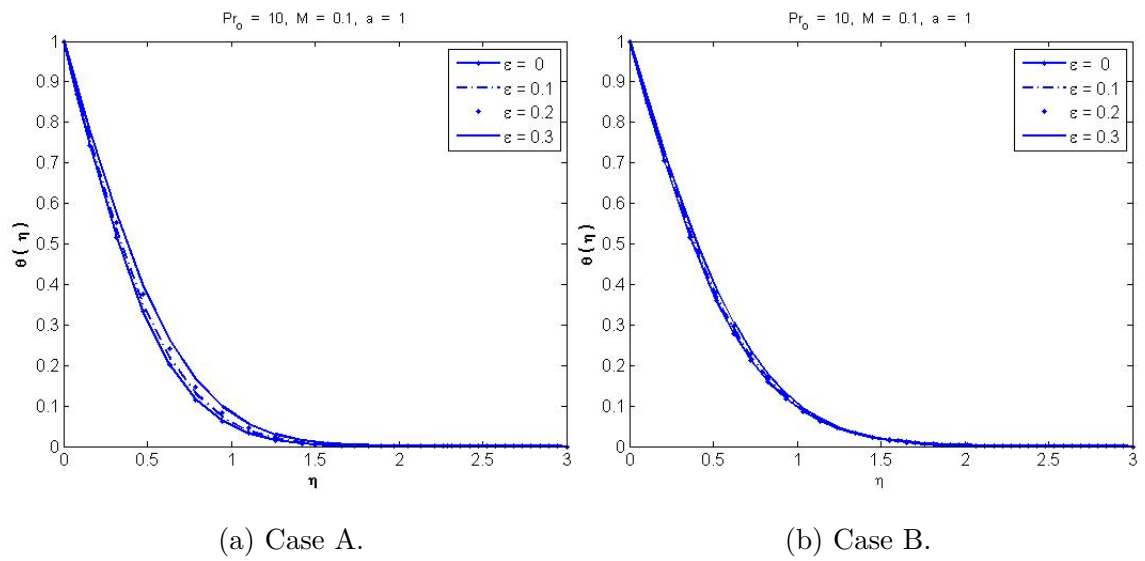 Pr₀ = 10, M = 0.1, a = 1
1
0.9
0.8
0.7
0.6
0.5
0.4
0.3
0.2
0.1
0
θ ( η )
0 0.5 1 1.5 2 2.5 3
η
ε = 0
ε = 0.1
ε = 0.2
ε = 0.3
(a) Case A.
Pr₀ = 10, M = 0.1, a = 1
1
0.9
0.8
0.7
0.6
0.5
0.4
0.3
0.2
0.1
0
θ ( η )
0 0.5 1 1.5 2 2.5 3
η
ε = 0
ε = 0.1
ε = 0.2
ε = 0.3
(b) Case B.